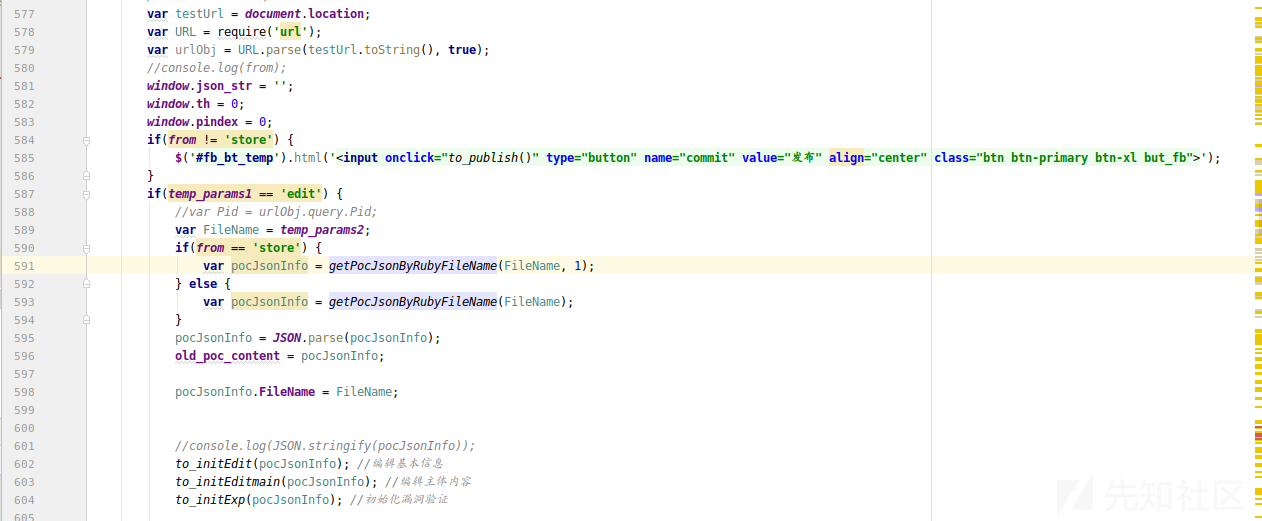 577 var testUrl = document.location;
578 var URL = require('url');
579 var urlObj = URL.parse(testUrl.toString(), true);
580 //console.log(from);
581 window.json_str = '';
582 window.th = 0;
583 window.pindex = 0;
584 if(from != 'store') {
585 $('#fb_bt_temp').html('<input onclick="to_publish()" type="button" name="commit" value="发布" align="center" class="btn btn-primary btn-xl but_fb">');
586 }
587 if(temp_params1 == 'edit') {
588 //var Pid = urlObj.query.Pid;
589 var FileName = temp_params2;
590 if(from == 'store') {
591 var pocJsonInfo = getPocJsonByRubyFileName(FileName, 1);
592 } else {
593 var pocJsonInfo = getPocJsonByRubyFileName(FileName);
594 }
595 pocJsonInfo = JSON.parse(pocJsonInfo);
596 old_poc_content = pocJsonInfo;
597
598 pocJsonInfo.FileName = FileName;
599
600
601 //console.log(JSON.stringify(pocJsonInfo));
602 to_initEdit(pocJsonInfo); //编辑基本信息
603 to_initEditmain(pocJsonInfo); //编辑主体内容
604 to_initExp(pocJsonInfo); //初始化漏洞验证
605
先知社区